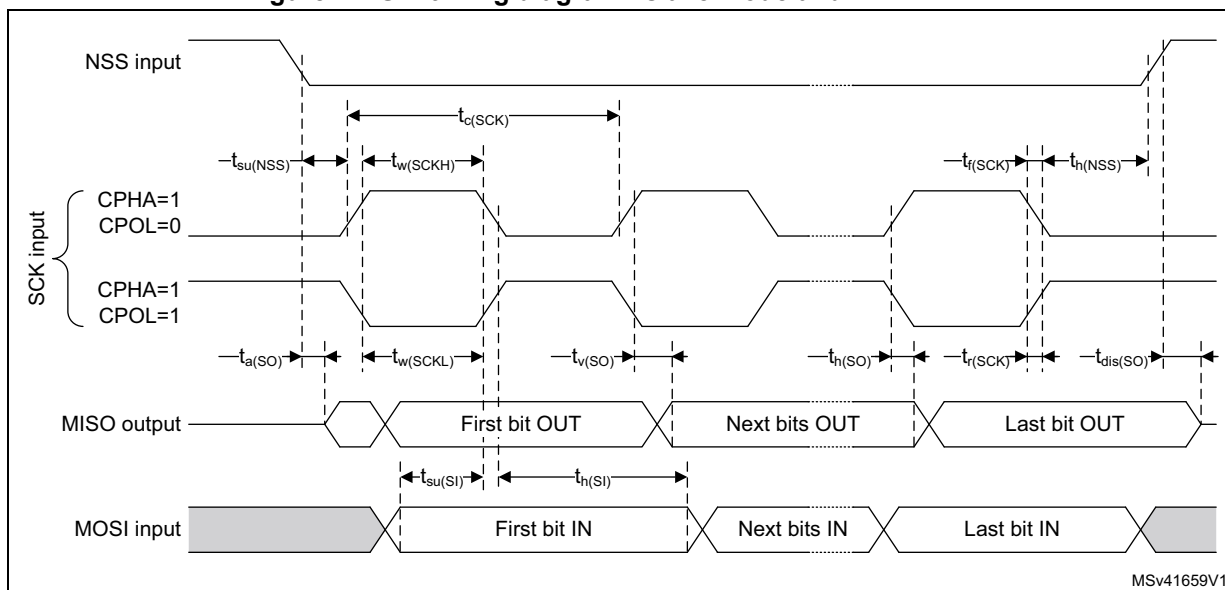 NSS input
tc(SCK)
tsu(NSS)
tw(SCKH)
tf(SCK)
th(NSS)
SCK input
CPHA=1
CPOL=0
CPHA=1
CPOL=1
ta(SO)
tw(SCKL)
tv(SO)
th(SO)
tr(SCK)
tdis(SO)
MISO output
First bit OUT
Next bits OUT
Last bit OUT
tsu(SI)
th(SI)
MOSI input
First bit IN
Next bits IN
Last bit IN
MSv41659V1